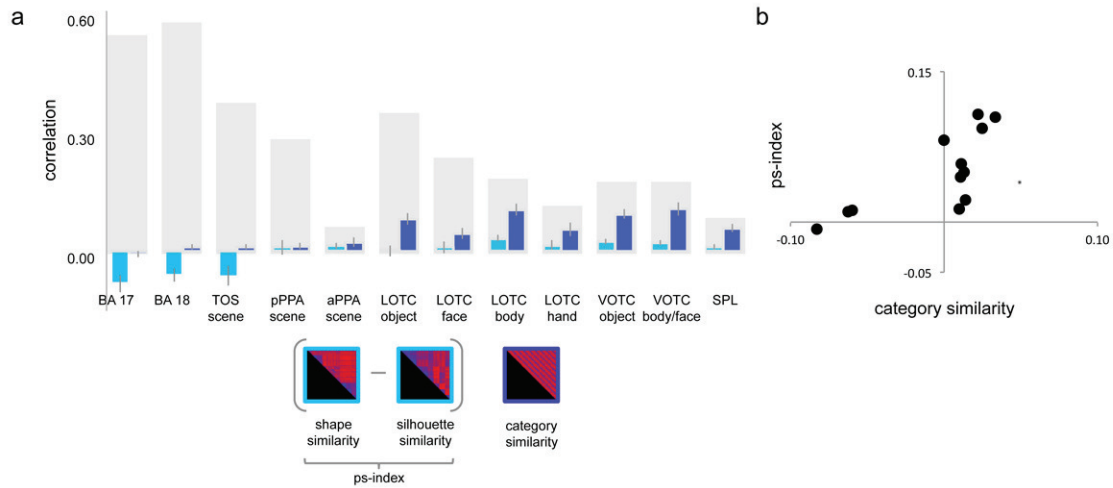 a
b
0.60
0.30
0.00
correlation
BA 17
BA 18
TOS
scene
pPPA
scene
aPPA
scene
LOTC
object
LOTC
face
LOTC
body
LOTC
hand
VOTC
object
VOTC
body/face
SPL
shape
similarity
silhouette
similarity
category
similarity
ps-index
0.15
ps-index
-0.10
0.10
-0.05
category similarity
*